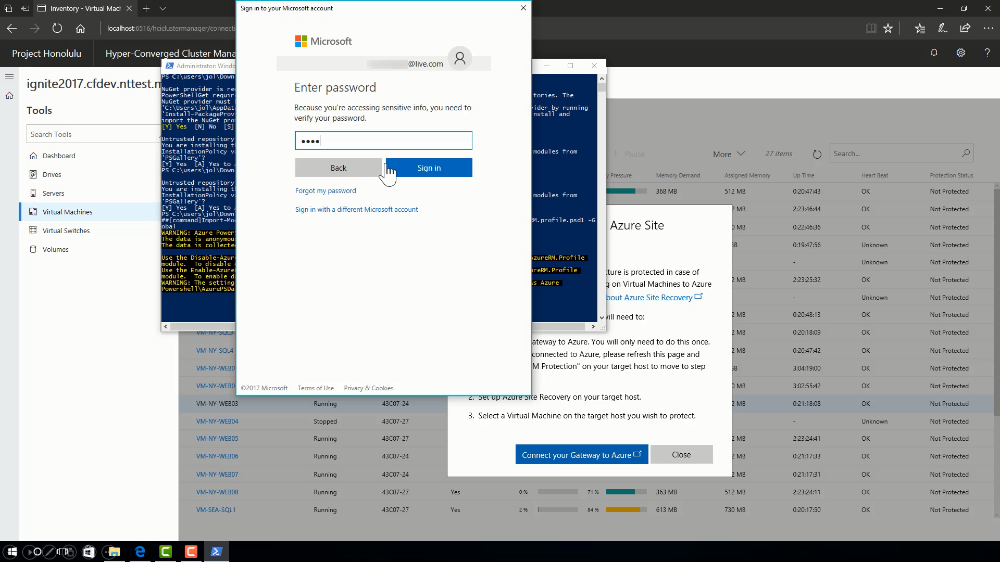 Inventory - Virtual Mach
localhost:6516/hciclustermanager/connecti
Project Honolulu
Hyper-Converged Cluster Mana
ignite2017.cfdev.nttest.m
Tools
Search Tools
Dashboard
Drives
Servers
Virtual Machines
Virtual Switches
Volumes
Administrator: Windo
PS C:\users\jol\Down
NuGet provider is re
PowerShellGet requir
NuGet provider must
'C:\Users\jol\AppData
'Install-PackageProv
import the NuGet pro
[Y] Yes [N] No [S]
Untrusted repository
You are installing th
InstallationPolicy va
'PSGallery'?
[Y] Yes [A] Yes to
PS C:\users\jol\Down
Untrusted repository
You are installing th
InstallationPolicy va
'PSGallery'?
[Y] Yes [A] Yes to
PS C:\users\jol\Down
##[command]Import-Mo
obal
WARNING: Azure Power
The data is anonymou
The data is collected
Use the Disable-Azure
module. To disable
Use the Enable-AzureR
module. To enable da
WARNING: The setting
Powershell\AzurePSDa
tories. The
ider by running
nstall and
modules from
modules from
M.profile.psd1 -G
zureRM.Profile
reRM.Profile
s Azure
Sign in to your Microsoft account
Microsoft
@live.com
Enter password
Because you're accessing sensitive info, you need to
verify your password.
••••
Back
Sign in
Forgot my password
Sign in with a different Microsoft account
©2017 Microsoft Terms of Use Privacy & Cookies
Azure Site
cture is protected in case of
g on Virtual Machines to Azure
bout Azure Site Recovery
will need to:
ateway to Azure. You will only need to do this once.
connected to Azure, please refresh this page and
M Protection" on your target host to move to step
2. Set up Azure Site Recovery on your target host.
3. Select a Virtual Machine on the target host you wish to protect.
Connect your Gateway to Azure
Close
Pause
More
27 items
Search...
y Pressure Memory Demand Assigned Memory Up Time Heart Beat Protection Status
368 MB 512 MB 0:20:47:43 OK Not Protected
2 MB 2:23:46:44 OK Not Protected
0 MB 0:22:46:36 OK Not Protected
GB 0:19:47:56 Unknown Not Protected
- Unknown Not Protected
2 MB 2:23:25:32 OK Not Protected
- Unknown Not Protected
2 MB 0:20:48:13 OK Not Protected
VM-NY-SQL3 2 MB 0:20:18:09 OK Not Protected
VM-NY-SQL4 2 MB 0:20:47:42 OK Not Protected
VM-NY-WEB0 GB 3:04:19:00 OK Not Protected
VM-NY-WEB0 0 MB 3:02:55:42 OK Not Protected
VM-NY-WEB03 Running 43C07-24 2 MB 0:21:18:08 OK Not Protected
VM-NY-WEB04 Stopped 43C07-27 - Unknown Not Protected
VM-NY-WEB05 Running 43C07-27 2 MB 2:23:24:41 OK Not Protected
VM-NY-WEB06 Running 43C07-24 2 MB 0:21:17:33 OK Not Protected
VM-NY-WEB07 Running 43C07-24 2 MB 0:21:17:31 OK Not Protected
VM-NY-WEB08 Running 43C07-27 Yes 0 % 71 % 363 MB 512 MB 2:23:24:11 OK Not Protected
VM-SEA-SQL1 Running 43C07-27 Yes 2 % 84 % 613 MB 730 MB 0:20:17:50 OK Not Protected